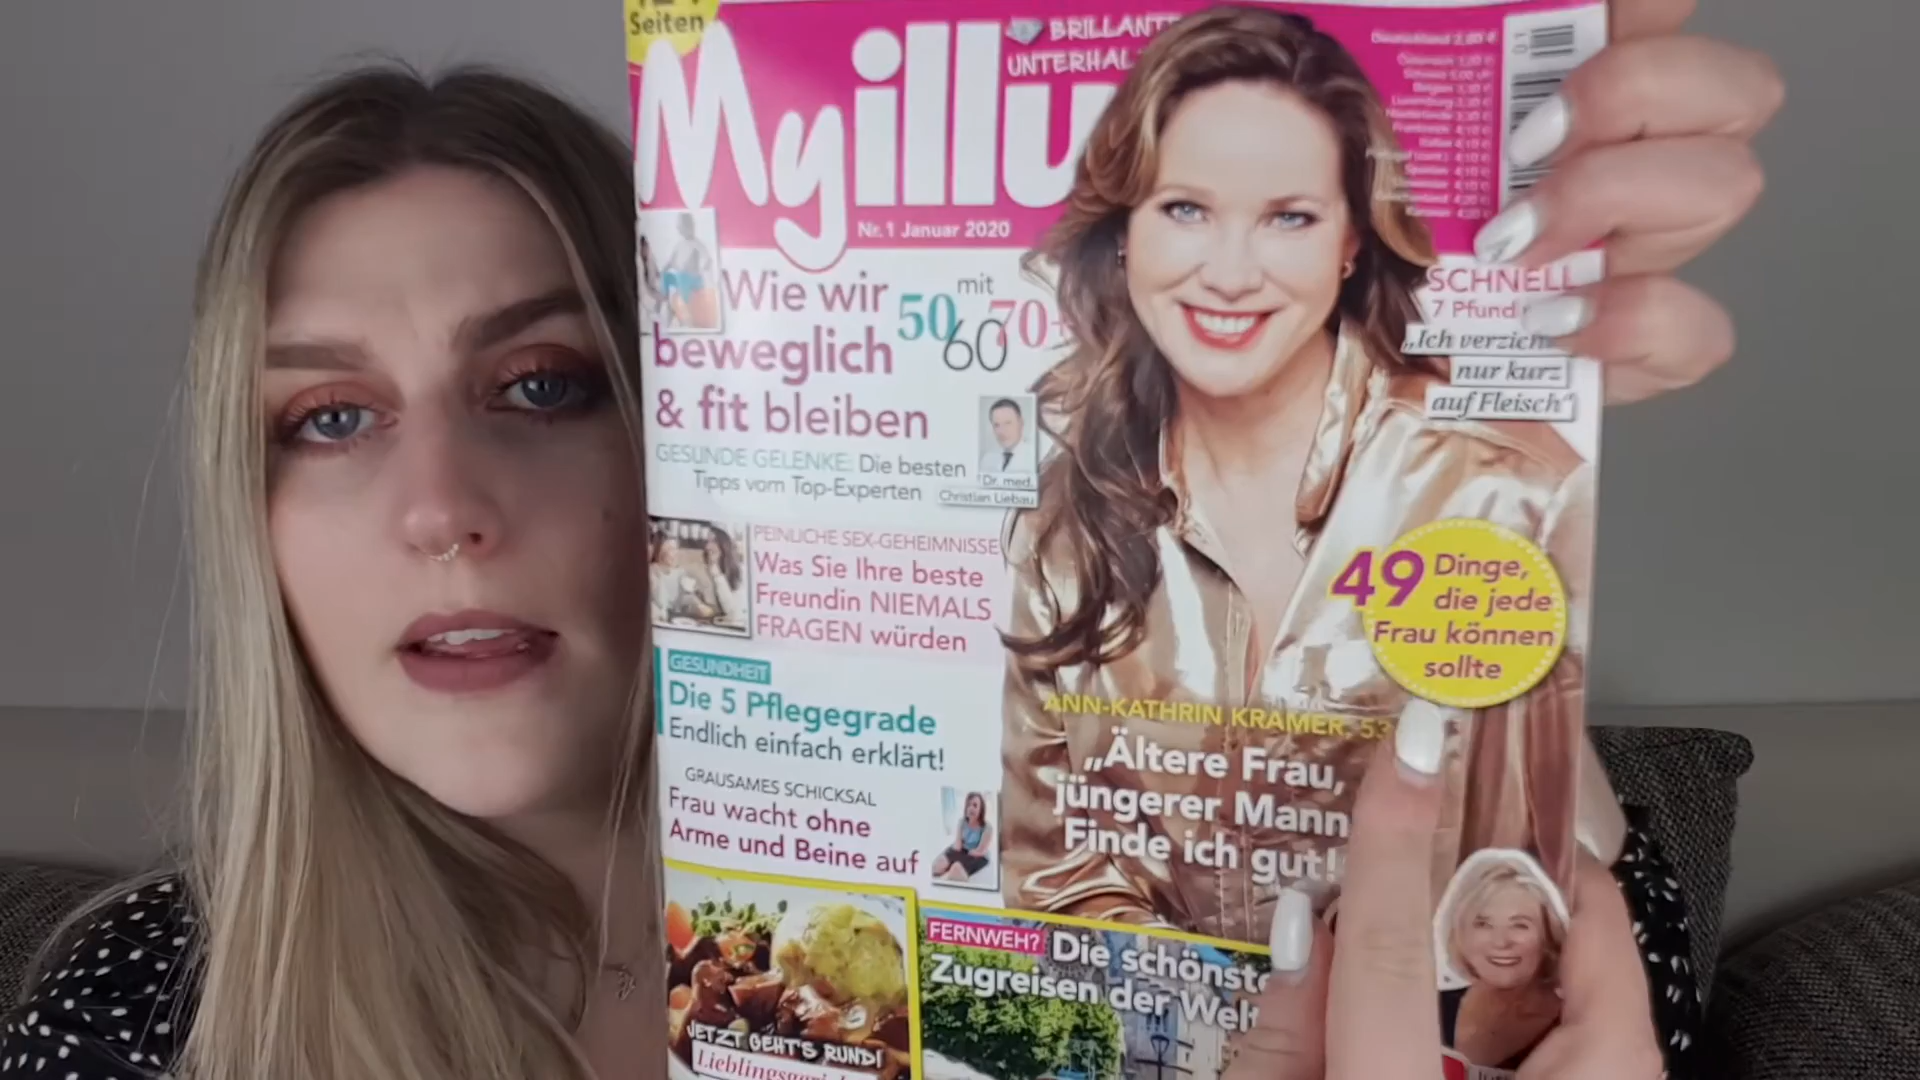 Seiten
Myillu
BRILLANT
UNTERHAL
Nr. 1 Januar 2020
Deutschland 2,80 €
Wie wir
beweglich
& fit bleiben
mit
50
60
70+
GESUNDE GELENKE: Die besten
Tipps vom Top-Experten
Dr. med.
Christian Liebau
PEINLICHE SEX-GEHEIMNISSE
Was Sie Ihre beste
Freundin NIEMALS
FRAGEN würden
GESUNDHEIT
Die 5 Pflegegrade
Endlich einfach erklärt!
GRAUSAMES SCHICKSAL
Frau wacht ohne
Arme und Beine auf
JETZT GEHT'S RUND!
SCHNELL
7 Pfund
„Ich verzich
nur kurz
auf Fleisch“
49 Dinge,
die jede
Frau können
sollte
ANN-KATHRIN KRAMER, 53
„Ältere Frau,
jüngerer Mann
Finde ich gut!
FERNWEH? Die schönste
Zugreisen der Welt